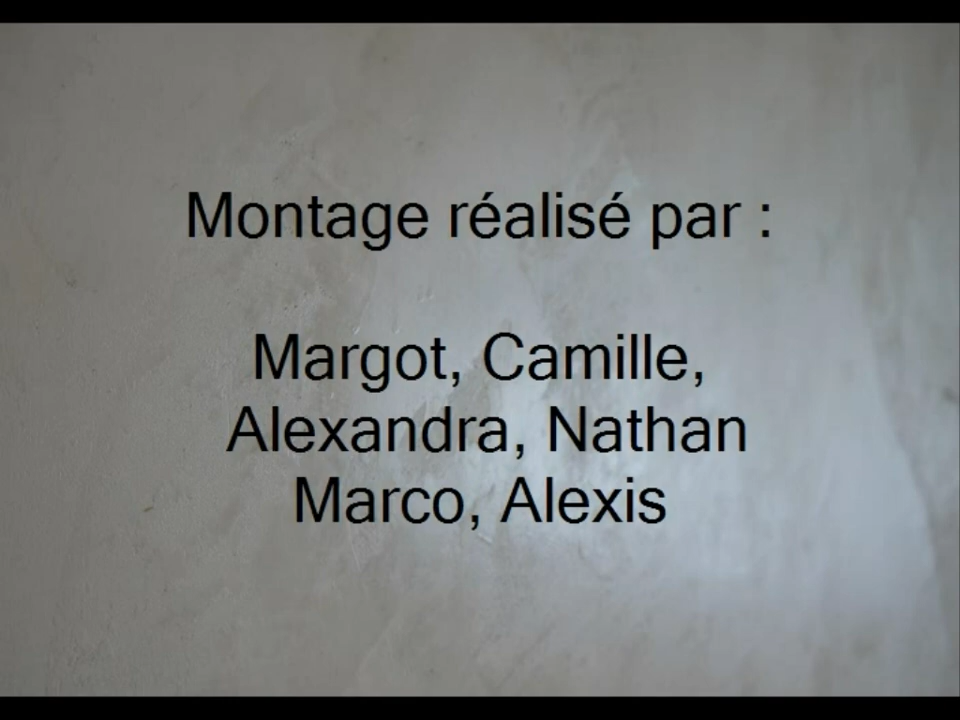 Montage réalisé par :
Margot, Camille,
Alexandra, Nathan
Marco, Alexis